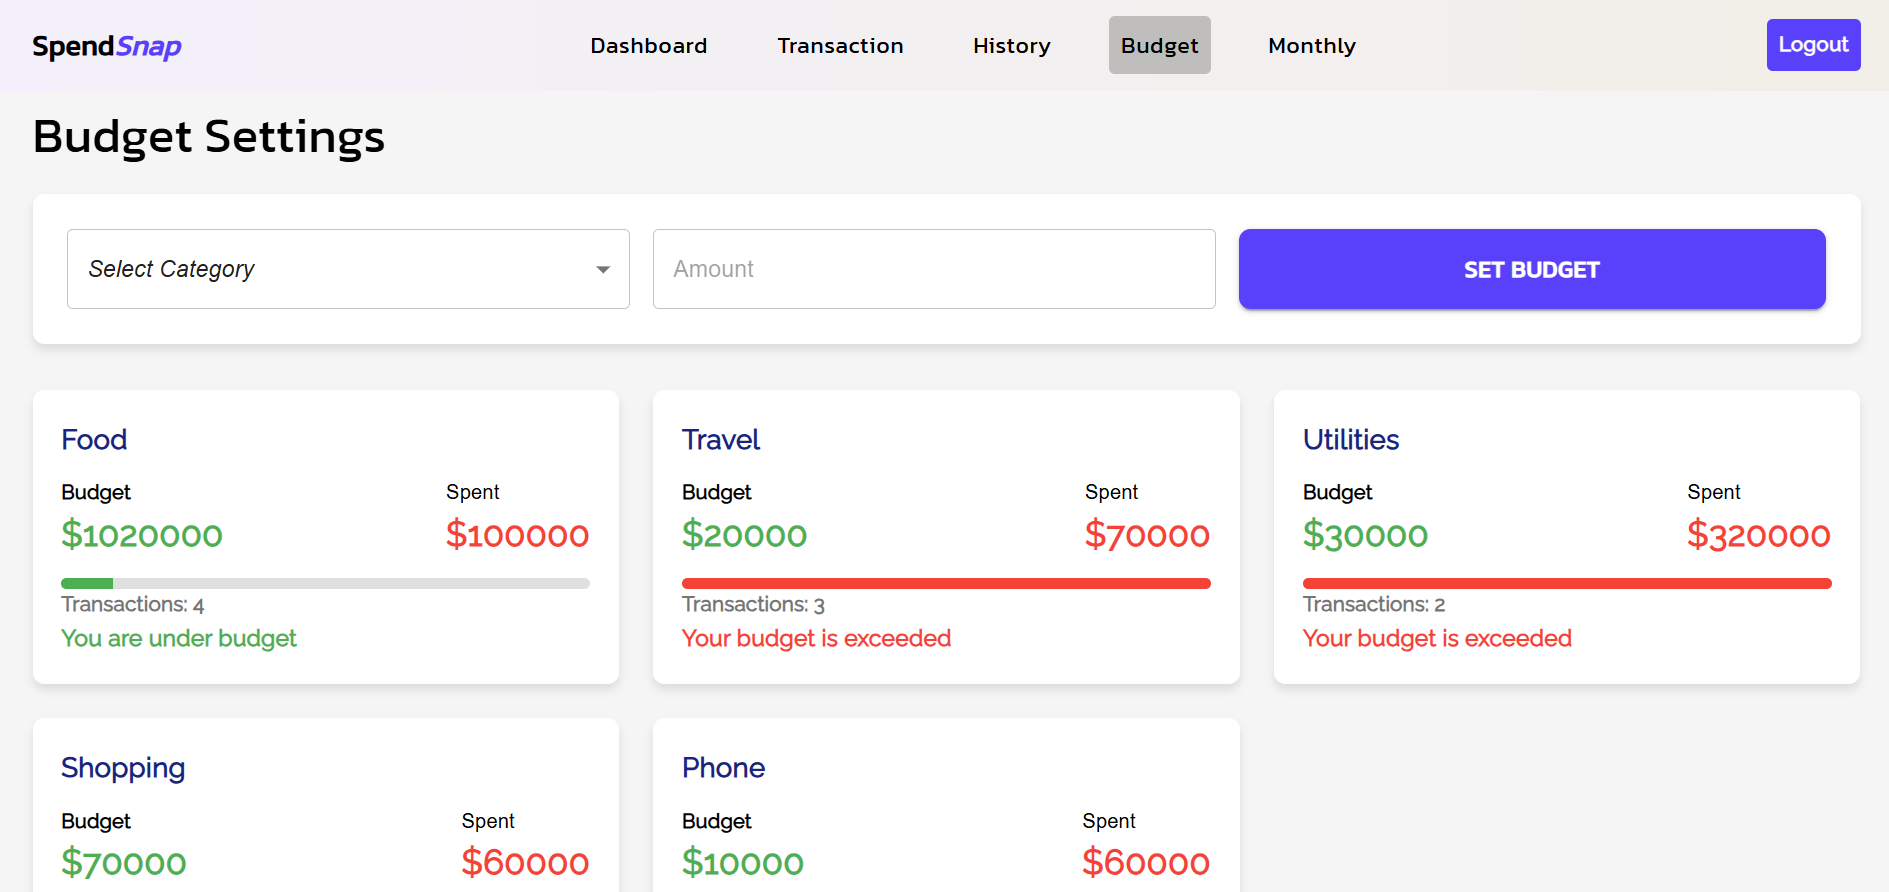 SpendSnap
Dashboard Transaction History Budget Monthly
Logout
Budget Settings
Select Category Amount SET BUDGET
Food
Budget Spent
$1020000 $100000
Transactions: 4
You are under budget
Travel
Budget Spent
$20000 $70000
Transactions: 3
Your budget is exceeded
Utilities
Budget Spent
$30000 $320000
Transactions: 2
Your budget is exceeded
Shopping
Budget Spent
$70000 $60000
Phone
Budget Spent
$10000 $60000